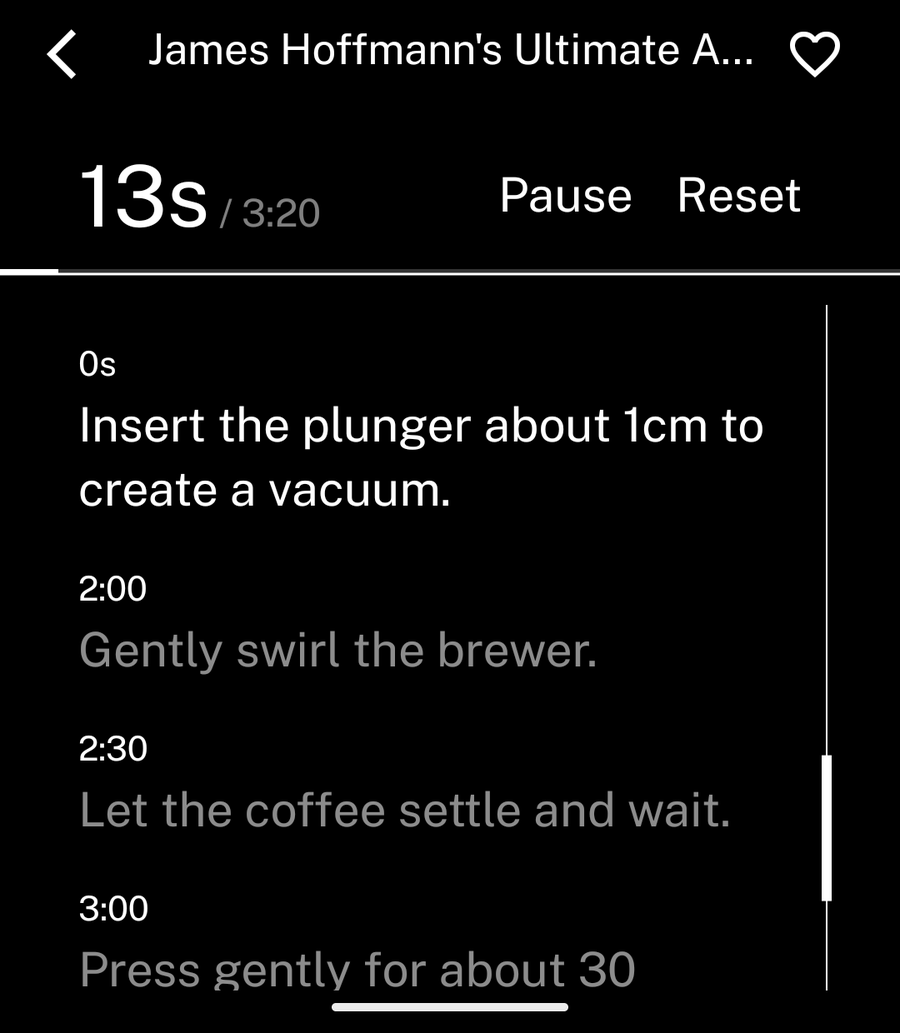 James Hoffmann's Ultimate A...
13s / 3:20 Pause Reset
0s
Insert the plunger about 1cm to
create a vacuum.
2:00
Gently swirl the brewer.
2:30
Let the coffee settle and wait.
3:00
Press gently for about 30